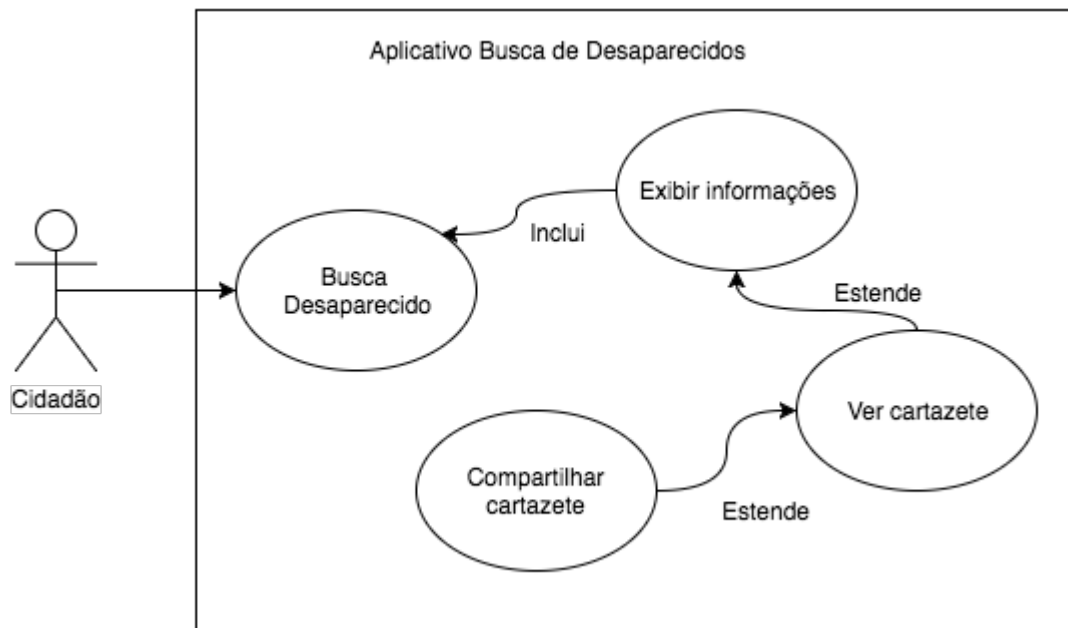 Aplicativo Busca de Desaparecidos
Exibir informações
Inclui
Busca
Desaparecido
Estende
Cidadão
Ver cartazete
Compartilhar
cartazete
Estende